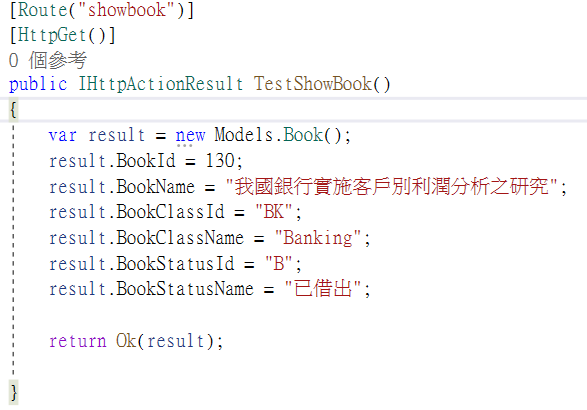 [Route("showbook")]
[HttpGet()]
0 個參考
public IHttpActionResult TestShowBook()
{
    var result = new Models.Book();
    result.BookId = 130;
    result.BookName = "我國銀行實施客戶別利潤分析之研究";
    result.BookClassId = "BK";
    result.BookClassName = "Banking";
    result.BookStatusId = "B";
    result.BookStatusName = "已借出";
    return Ok(result);
}